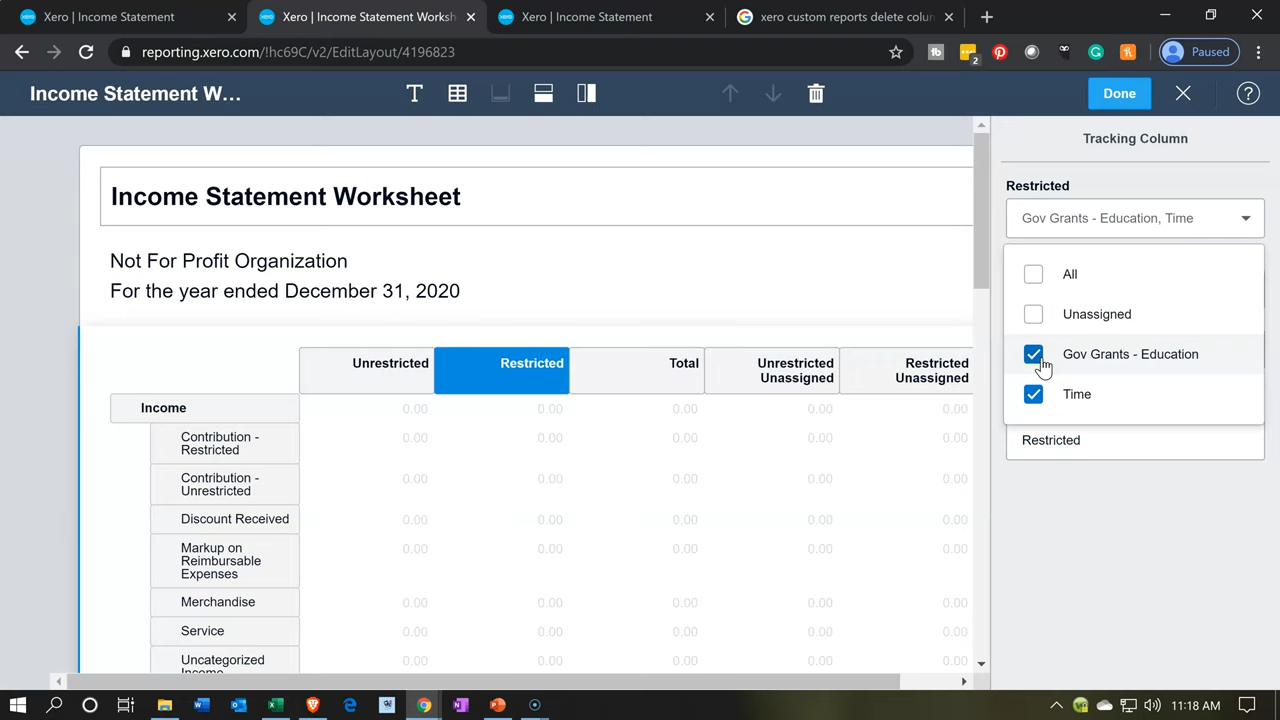 Xero | Income Statement
Xero | Income Statement Worksh
Xero | Income Statement
xero custom reports delete colu
reporting.xero.com/!hc69C/v2/EditLayout/4196823
2
Paused
Income Statement W...
T
Done
?
Tracking Column
Restricted
Gov Grants - Education, Time
All
Unassigned
Gov Grants - Education
Time
Restricted
Income Statement Worksheet
Not For Profit Organization
For the year ended December 31, 2020
Unrestricted Restricted Total Unrestricted Restricted
Unassigned Unassigned
Income 0.00 0.00 0.00 0.00 0.00
Contribution - 0.00 0.00 0.00 0.00 0.00
Restricted
Contribution - 0.00 0.00 0.00 0.00 0.00
Unrestricted
Discount Received 0.00 0.00 0.00 0.00 0.00
Markup on 0.00 0.00 0.00 0.00 0.00
Reimbursable
Expenses
Merchandise 0.00 0.00 0.00 0.00 0.00
Service 0.00 0.00 0.00 0.00 0.00
Uncategorized 0.00 0.00 0.00 0.00 0.00
Income
11:18 AM